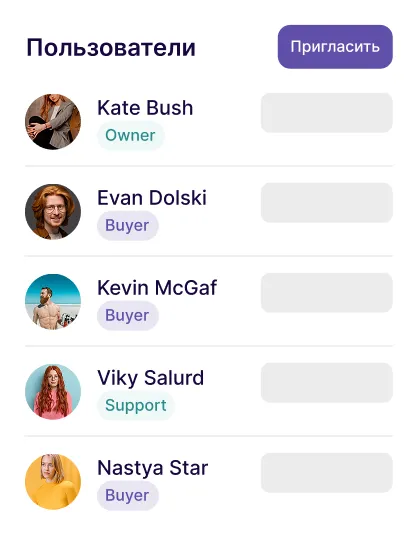 Пользователи
Пригласить
Kate Bush
Owner
Evan Dolski
Buyer
Kevin McGaf
Buyer
Viky Salurd
Support
Nastya Star
Buyer